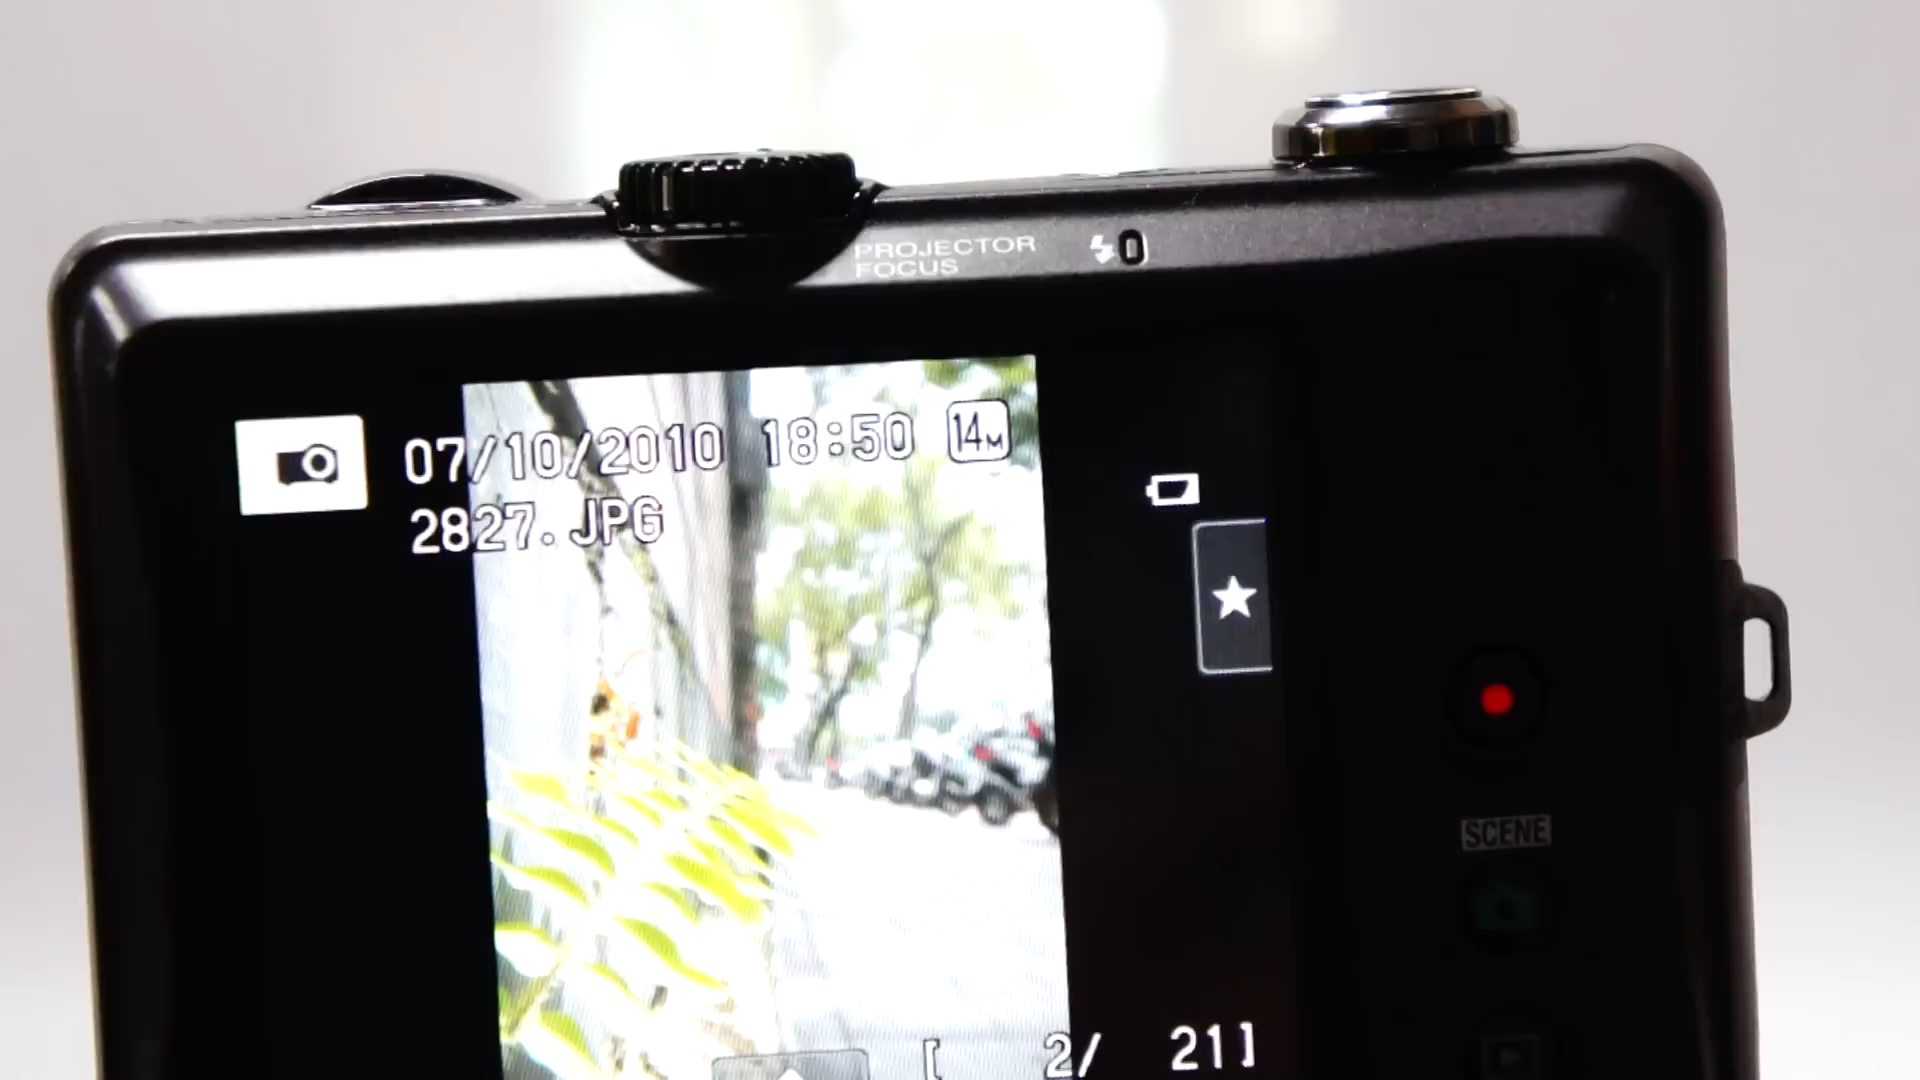 PROJECTOR
FOCUS
07/10/2010 18:50 14M
2827.JPG
SCENE
[ 2/ 21]